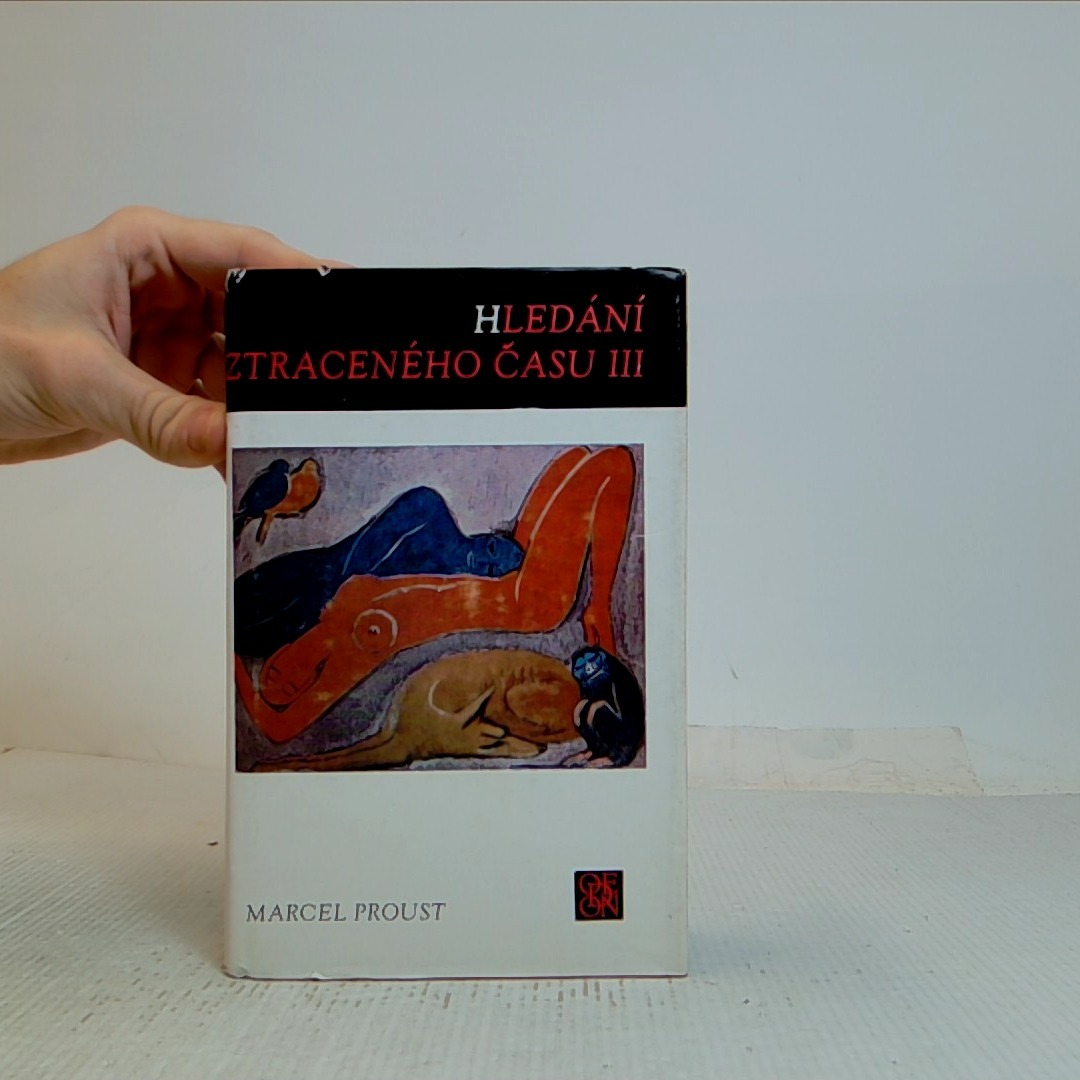 HLEDÁNÍ
ZTRACENÉHO ČASU III
MARCEL PROUST
ODEON